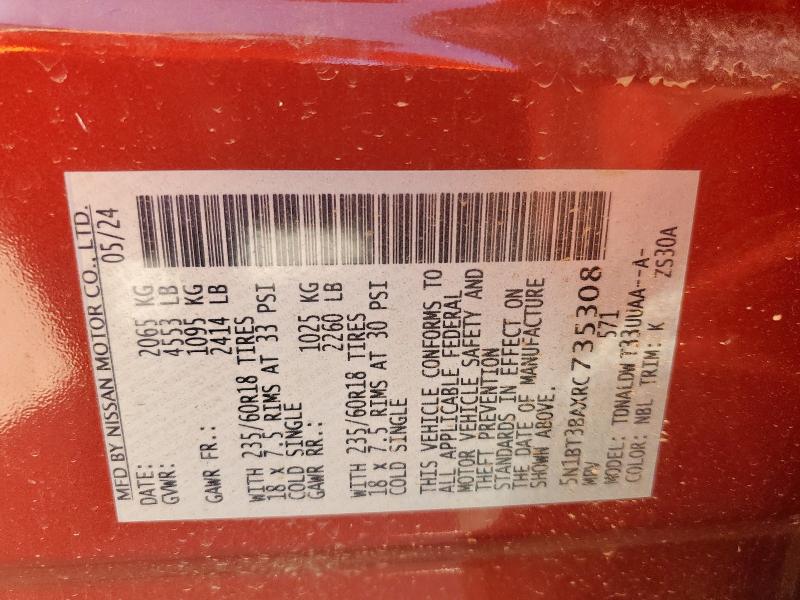 MFD BY NISSAN MOTOR CO., LTD.
DATE: 05/24
GVWR: 2065 KG
4553 LB
GAWR FR.: 1095 KG
2414 LB
WITH 235/60R18 TIRES
18 X 7.5 RIMS AT 33 PSI
COLD SINGLE
GAWR RR.: 1025 KG
2260 LB
WITH 235/60R18 TIRES
18 X 7.5 RIMS AT 30 PSI
COLD SINGLE
THIS VEHICLE CONFORMS TO
ALL APPLICABLE FEDERAL
MOTOR VEHICLE SAFETY AND
THEFT PREVENTION
STANDARDS IN EFFECT ON
THE DATE OF MANUFACTURE
SHOWN ABOVE.
5N1BT3BAXRC735308
MPV 571
MODEL: TDNALDW T33UUAA--A-
COLOR: NBL TRIM: K ZS30A